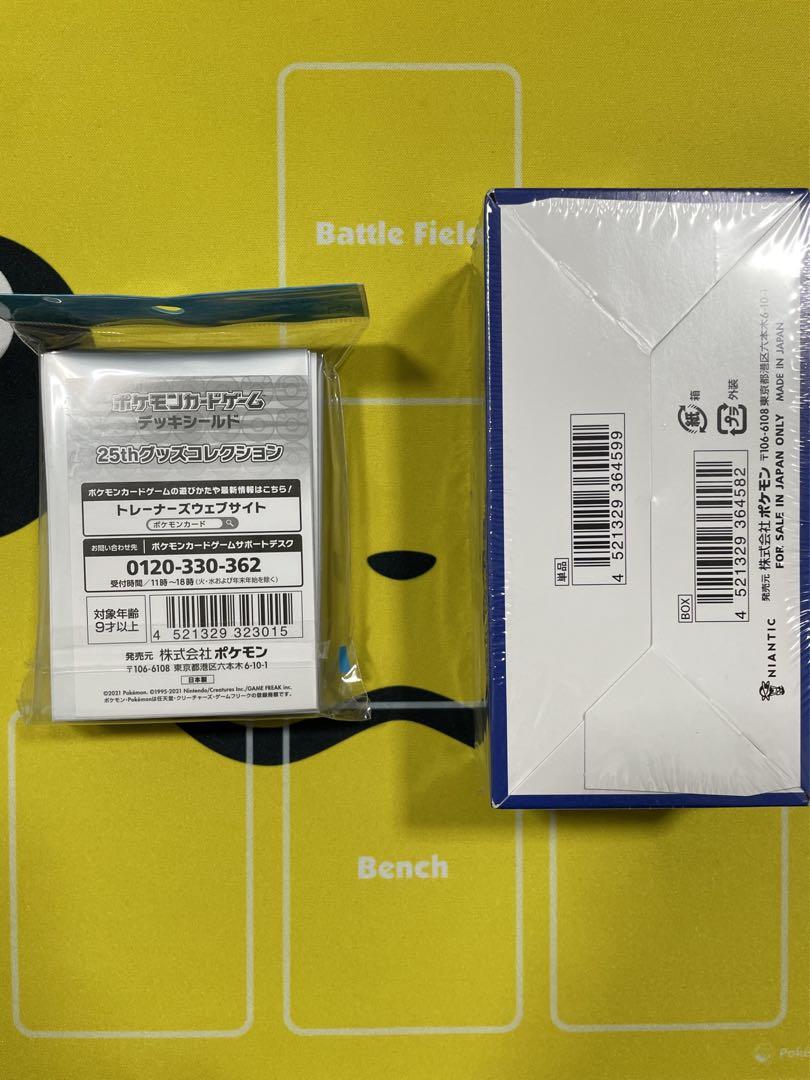 Battle Field
ポケモンカードゲーム
デッキシールド
25thグッズコレクション
ポケモンカードゲームの遊びかたや最新情報はこちら!
トレーナーズウェブサイト
ポケモンカード
お問い合わせ先 ポケモンカードゲームサポートデスク
0120-330-362
受付時間/11時〜18時(火・水および年末年始を除く)
対象年齢
9才以上
4 521329 323015
発売元 株式会社ポケモン
〒106-6108 東京都港区六本木6-10-1
日本製
©2021 Pokémon. ©1995-2021 Nintendo/Creatures Inc./GAME FREAK inc.
ポケモン・Pokémonは任天堂・クリーチャーズ・ゲームフリークの登録商標です。
単品
4 521329 364599
BOX
4 521329 364582
紙
箱
プラ
外装
発売元 株式会社ポケモン 〒106-6108 東京都港区六本木6-10-1
FOR SALE IN JAPAN ONLY MADE IN JAPAN
NIANTIC
Bench